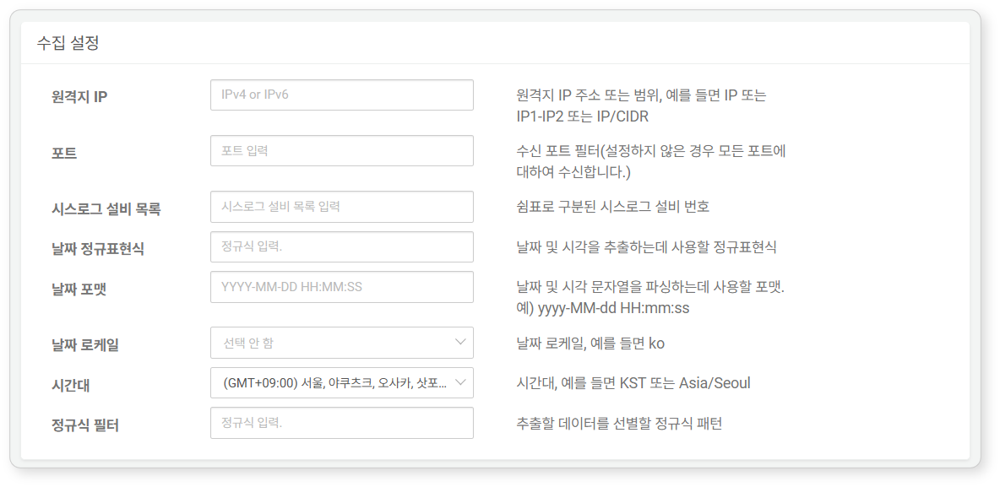 수집 설정
원격지 IP
IPv4 or IPv6
원격지 IP 주소 또는 범위, 예를 들면 IP 또는
IP1-IP2 또는 IP/CIDR
포트
포트 입력
수신 포트 필터(설정하지 않은 경우 모든 포트에
대하여 수신합니다.)
시스로그 설비 목록
시스로그 설비 목록 입력
쉼표로 구분된 시스로그 설비 번호
날짜 정규표현식
정규식 입력.
날짜 및 시각을 추출하는데 사용할 정규표현식
날짜 포맷
YYYY-MM-DD HH:MM:SS
날짜 및 시각 문자열을 파싱하는데 사용할 포맷.
예) yyyy-MM-dd HH:mm:ss
날짜 로케일
선택 안 함
날짜 로케일, 예를 들면 ko
시간대
(GMT+09:00) 서울, 야쿠츠크, 오사카, 삿포...
시간대, 예를 들면 KST 또는 Asia/Seoul
정규식 필터
정규식 입력.
추출할 데이터를 선별할 정규식 패턴